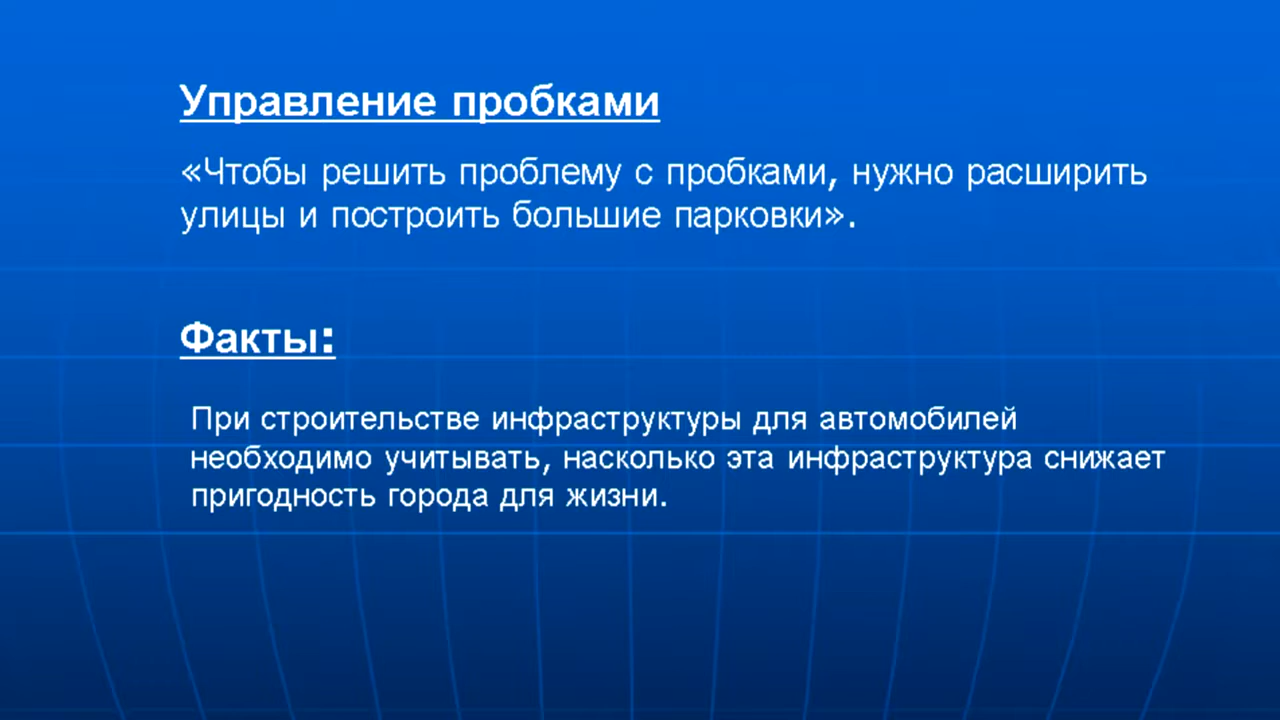 Управление пробками
«Чтобы решить проблему с пробками, нужно расширить
улицы и построить большие парковки».
Факты:
При строительстве инфраструктуры для автомобилей
необходимо учитывать, насколько эта инфраструктура снижает
пригодность города для жизни.